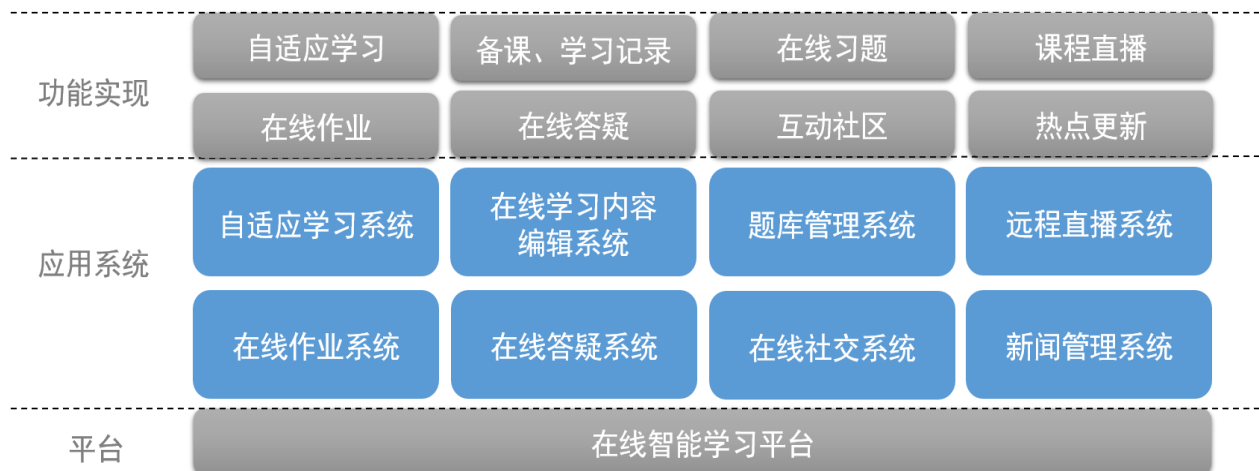 功能实现
自适应学习
备课、学习记录
在线习题
课程直播
在线作业
在线答疑
互动社区
热点更新
应用系统
自适应学习系统
在线学习内容
编辑系统
题库管理系统
远程直播系统
在线作业系统
在线答疑系统
在线社交系统
新闻管理系统
平台
在线智能学习平台